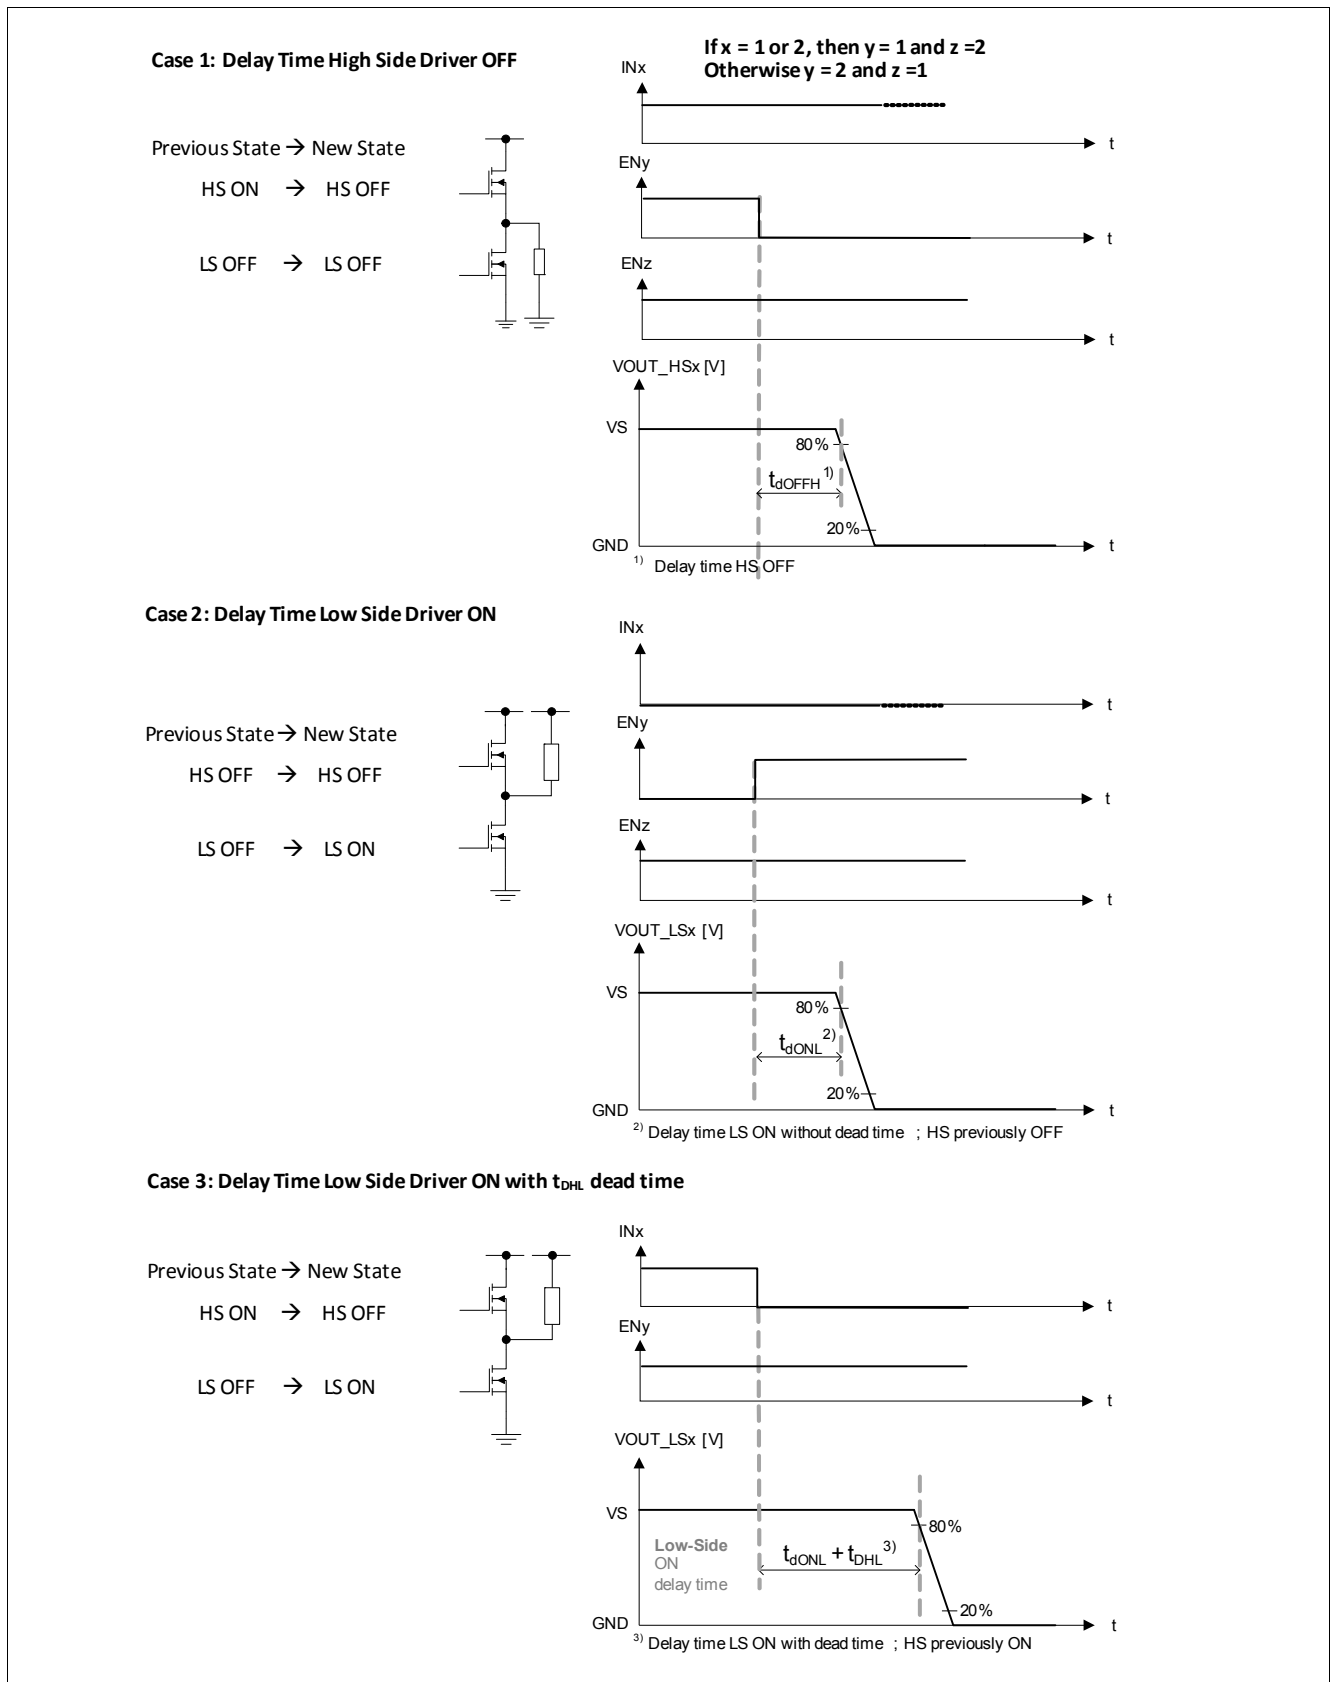 Case 1: Delay Time High Side Driver OFF
If x = 1 or 2, then y = 1 and z =2
Otherwise y = 2 and z =1
INx
t
Previous State → New State
HS ON → HS OFF
LS OFF → LS OFF
ENy
t
ENz
t
VOUT_HSx [V]
VS
80%
tdOFFH 1)
20%
GND
t
1) Delay time HS OFF
Case 2: Delay Time Low Side Driver ON
INx
t
Previous State → New State
HS OFF → HS OFF
LS OFF → LS ON
ENy
t
ENz
t
VOUT_LSx [V]
VS
80%
tdONL 2)
20%
GND
t
2) Delay time LS ON without dead time ; HS previously OFF
Case 3: Delay Time Low Side Driver ON with tDHL dead time
INx
t
Previous State → New State
HS ON → HS OFF
LS OFF → LS ON
ENy
t
VOUT_LSx [V]
VS
80%
Low-Side
ON
delay time
tdONL + tDHL 3)
20%
GND
t
3) Delay time LS ON with dead time ; HS previously ON